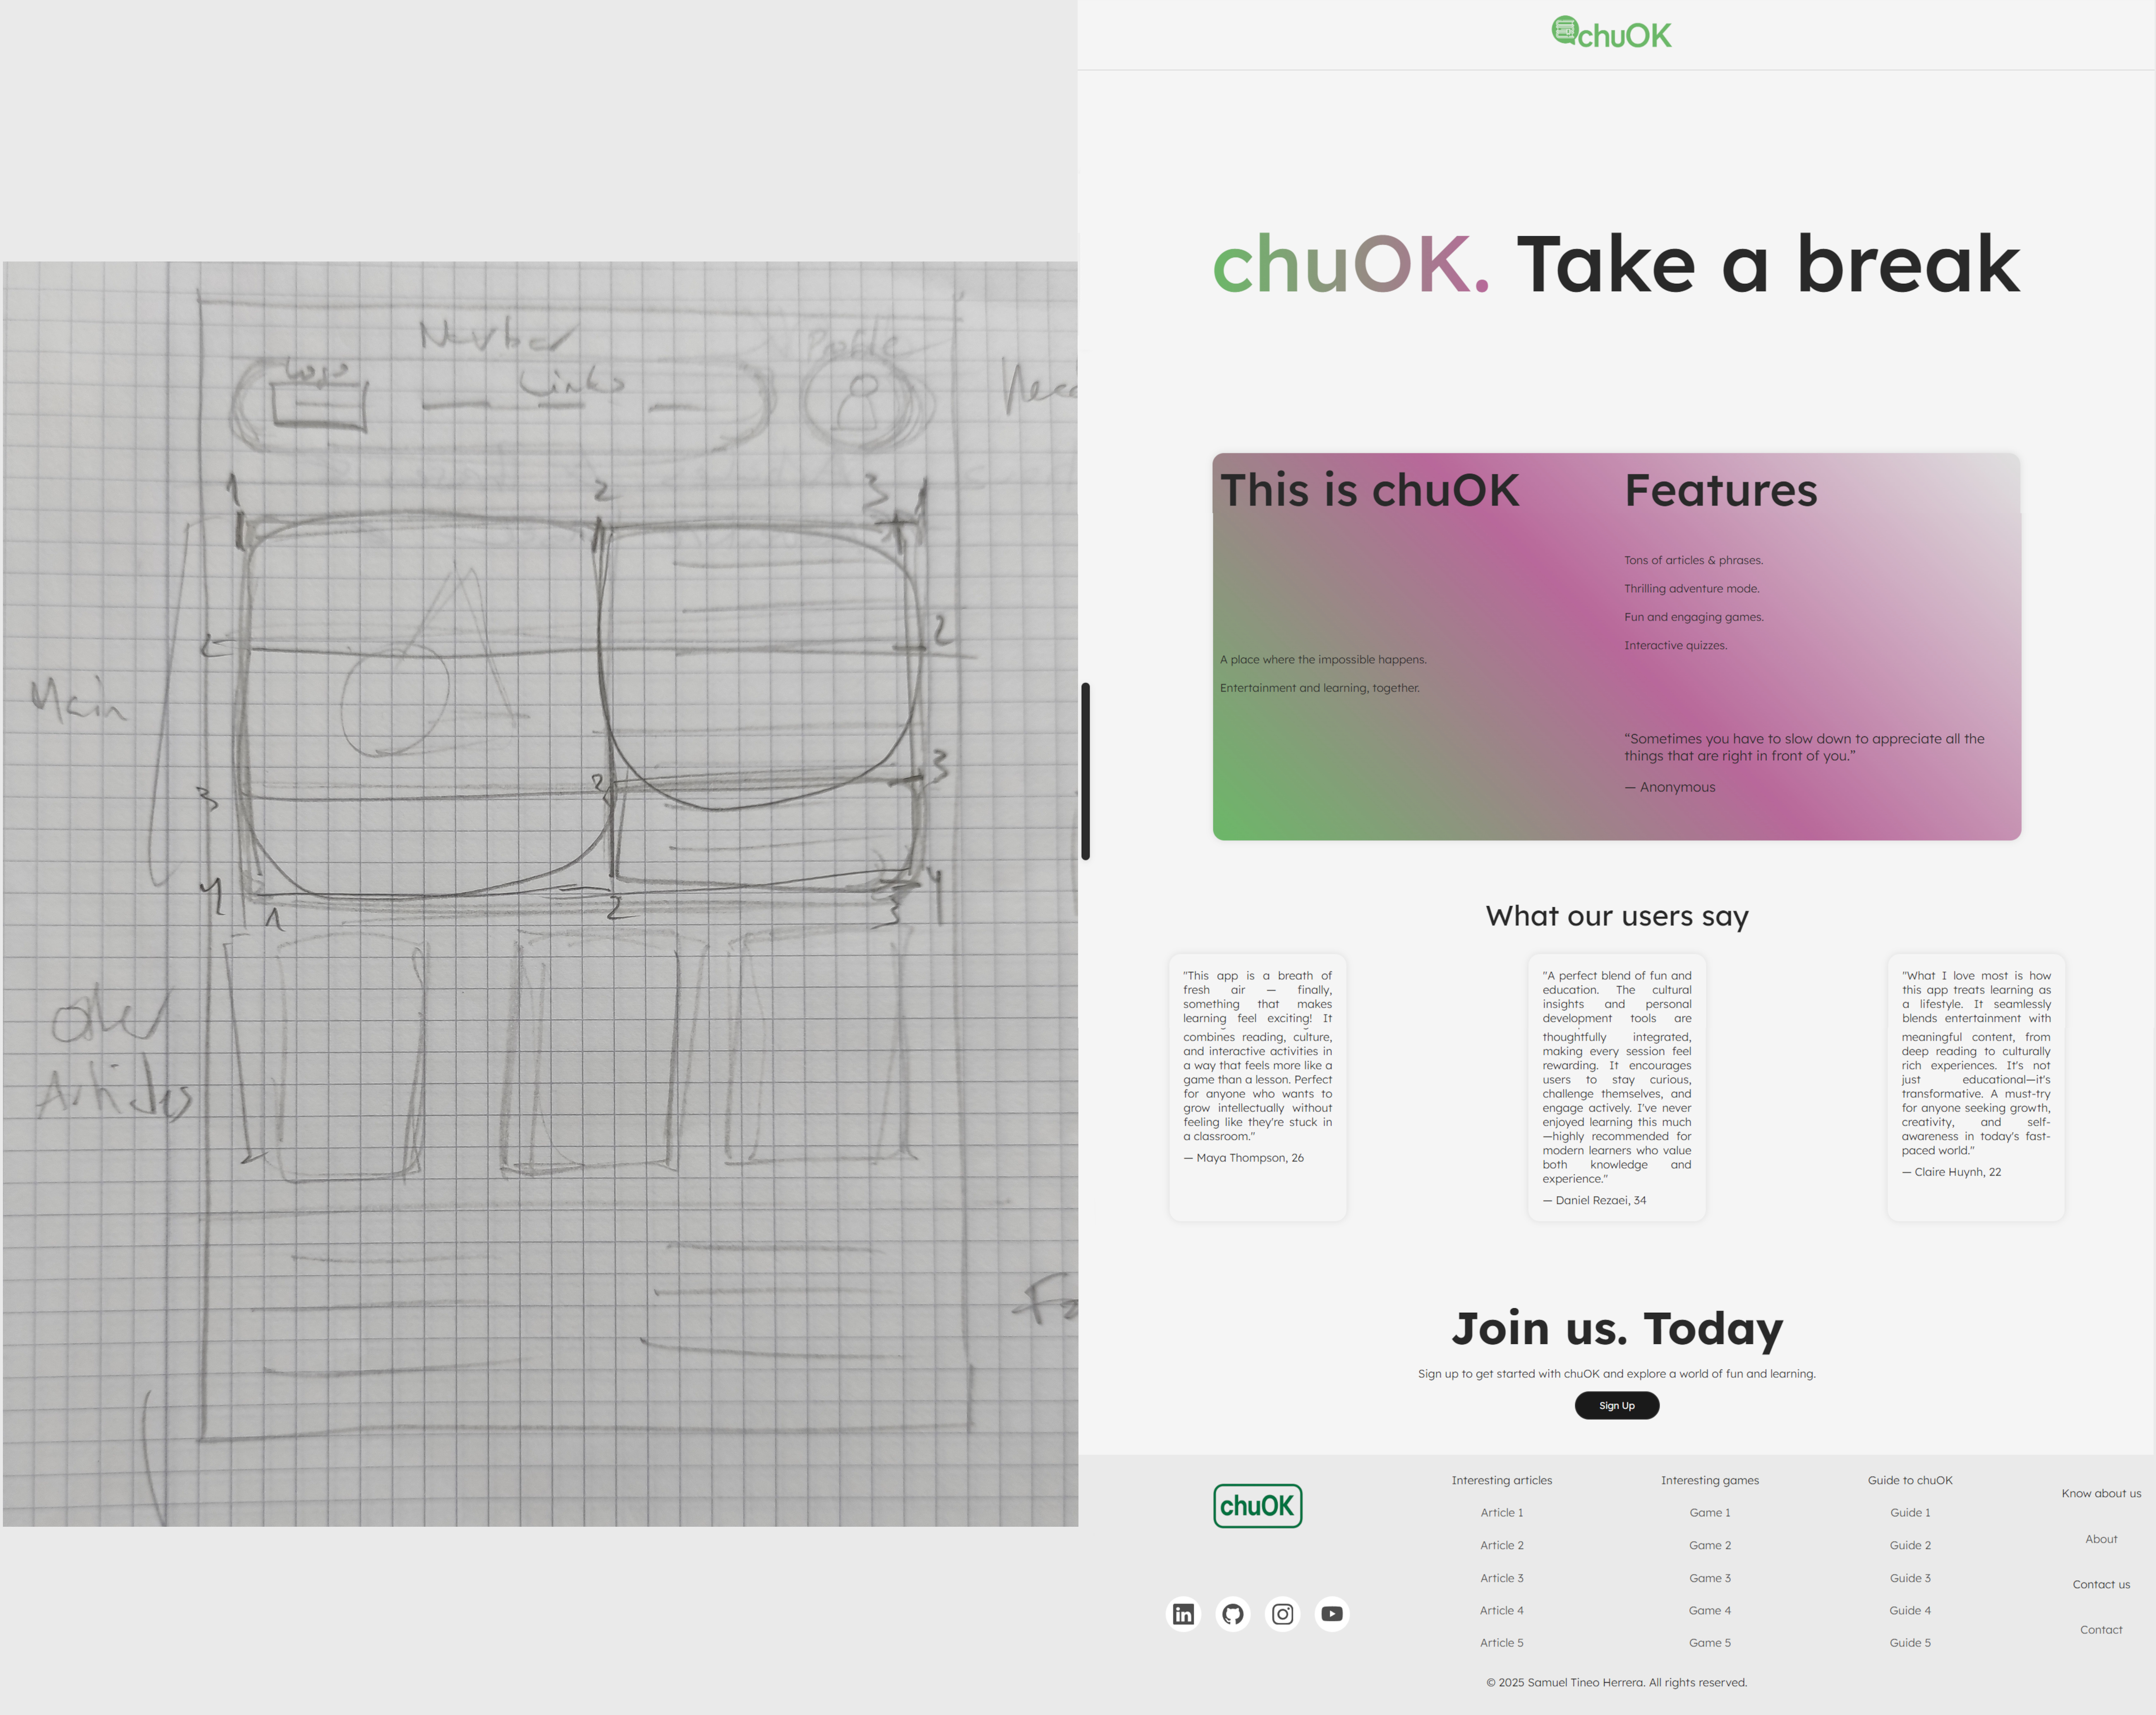 Navbar
Profile
Logo
Links
1
2
3
2
2
Main
3
2
3
4
4
1
2
3
Other
Articles
chuOK
chuOK. Take a break
This is chuOK
A place where the impossible happens.
Entertainment and learning, together.
Features
Tons of articles & phrases.
Thrilling adventure mode.
Fun and engaging games.
Interactive quizzes.
“Sometimes you have to slow down to appreciate all the
things that are right in front of you.”
— Anonymous
What our users say
"This app is a breath of
fresh air — finally,
something that makes
learning feel exciting! It
combines reading, culture,
and interactive activities in
a way that feels more like a
game than a lesson. Perfect
for anyone who wants to
grow intellectually without
feeling like they're stuck in
a classroom."
— Maya Thompson, 26
"A perfect blend of fun and
education. The cultural
insights and personal
development tools are
thoughtfully integrated,
making every session feel
rewarding. It encourages
users to stay curious,
challenge themselves, and
engage actively. I've never
enjoyed learning this much
—highly recommended for
modern learners who value
both knowledge and
experience."
— Daniel Rezaei, 34
"What I love most is how
this app treats learning as
a lifestyle. It seamlessly
blends entertainment with
meaningful content, from
deep reading to culturally
rich experiences. It's not
just educational—it's
transformative. A must-try
for anyone seeking growth,
creativity, and self-
awareness in today's fast-
paced world."
— Claire Huynh, 22
Join us. Today
Sign up to get started with chuOK and explore a world of fun and learning.
Sign Up
chuOK
Interesting articles
Article 1
Article 2
Article 3
Article 4
Article 5
Interesting games
Game 1
Game 2
Game 3
Game 4
Game 5
Guide to chuOK
Guide 1
Guide 2
Guide 3
Guide 4
Guide 5
Know about us
About
Contact us
Contact
© 2025 Samuel Tineo Herrera. All rights reserved.